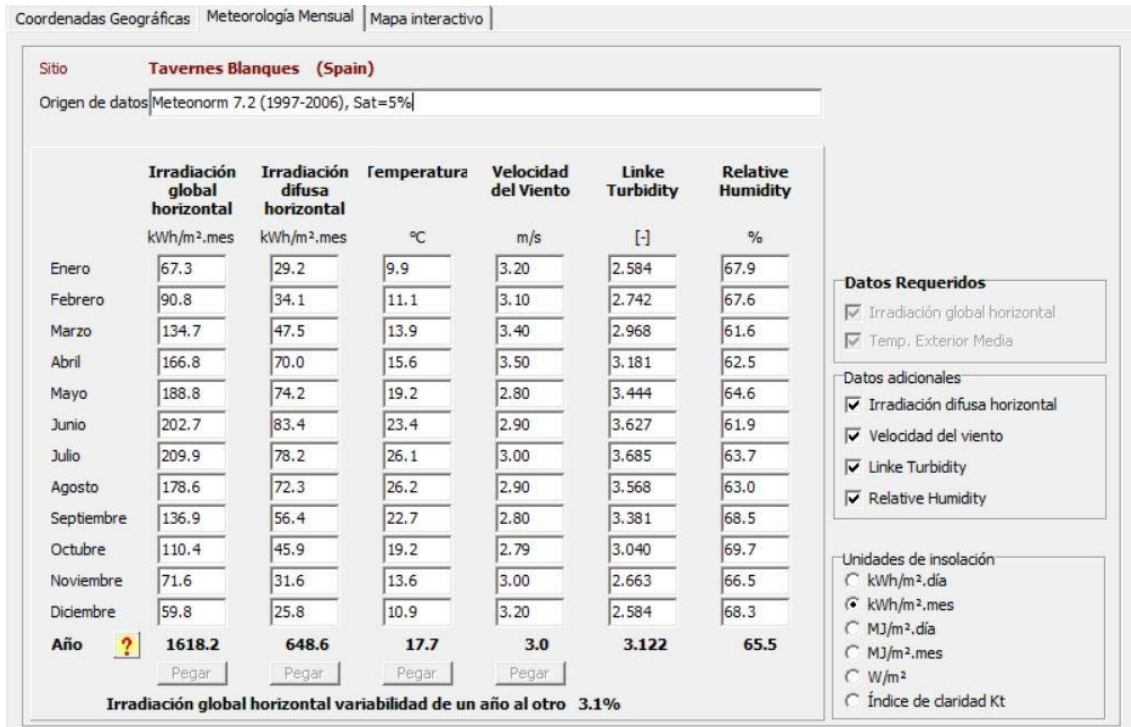 Coordenadas Geográficas Meteorología Mensual Mapa interactivo
Sitio Tavernes Blanques (Spain)
Origen de datos Meteonorm 7.2 (1997-2006), Sat=5%
Irradiación Irradiación Temperatura Velocidad Linke Relative
global difusa del Viento Turbidity Humidity
horizontal horizontal
kWh/m².mes kWh/m².mes ºC m/s [-] %
Enero 67.3 29.2 9.9 3.20 2.584 67.9
Febrero 90.8 34.1 11.1 3.10 2.742 67.6
Marzo 134.7 47.5 13.9 3.40 2.968 61.6
Abril 166.8 70.0 15.6 3.50 3.181 62.5
Mayo 188.8 74.2 19.2 2.80 3.444 64.6
Junio 202.7 83.4 23.4 2.90 3.627 61.9
Julio 209.9 78.2 26.1 3.00 3.685 63.7
Agosto 178.6 72.3 26.2 2.90 3.568 63.0
Septiembre 136.9 56.4 22.7 2.80 3.381 68.5
Octubre 110.4 45.9 19.2 2.79 3.040 69.7
Noviembre 71.6 31.6 13.6 3.00 2.663 66.5
Diciembre 59.8 25.8 10.9 3.20 2.584 68.3
Año ? 1618.2 648.6 17.7 3.0 3.122 65.5
Pegar Pegar Pegar Pegar
Irradiación global horizontal variabilidad de un año al otro 3.1%
Datos Requeridos
Irradiación global horizontal
Temp. Exterior Media
Datos adicionales
Irradiación difusa horizontal
Velocidad del viento
Linke Turbidity
Relative Humidity
Unidades de insolación
kWh/m².día
kWh/m².mes
MJ/m².día
MJ/m².mes
W/m²
Índice de claridad Kt